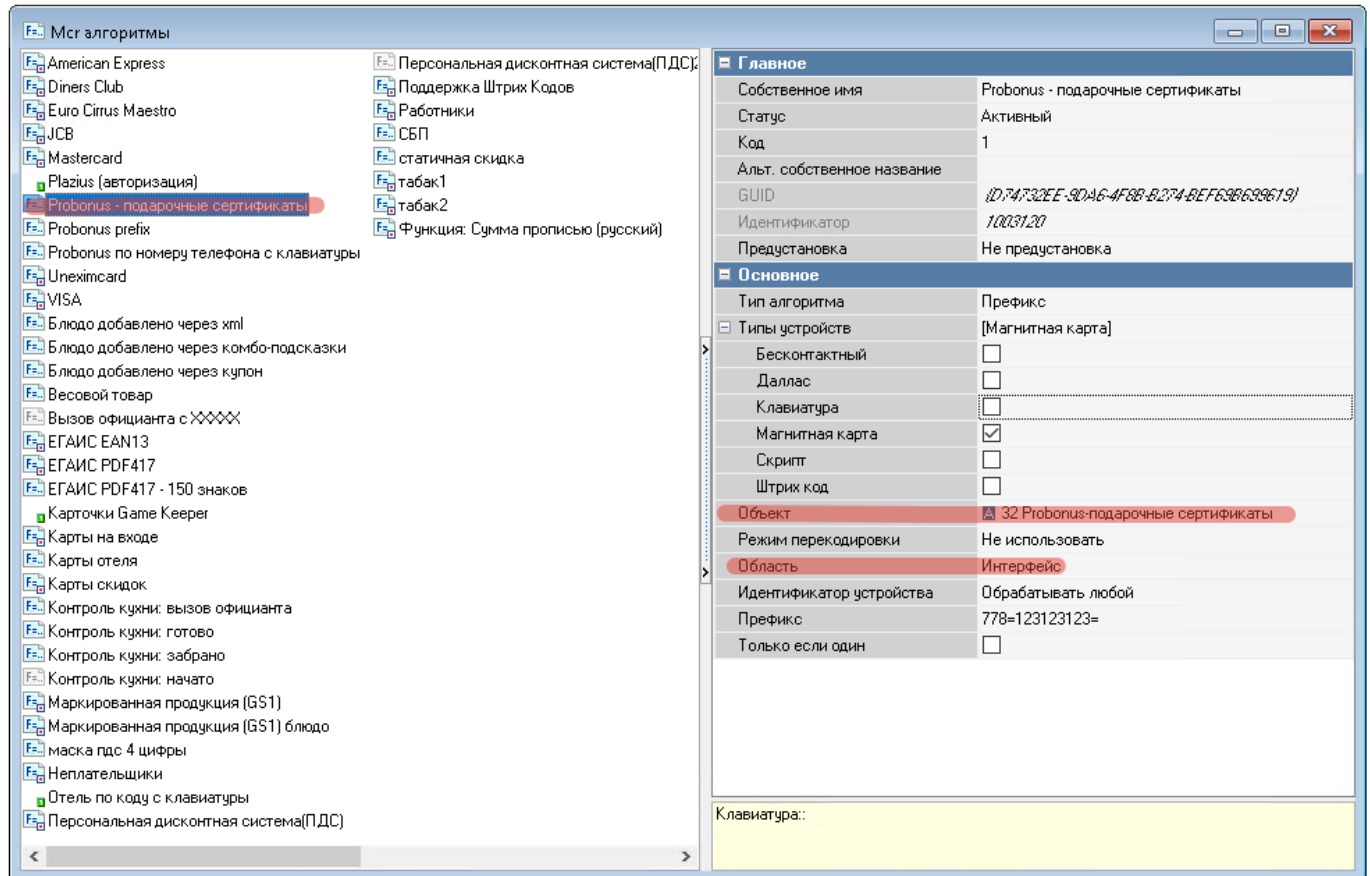 Mcr алгоритмы
American Express
Diners Club
Euro Cirrus Maestro
JCB
Mastercard
Plazius (авторизация)
Probonus - подарочные сертификаты
Probonus prefix
Probonus по номеру телефона с клавиатуры
Uneximcard
VISA
Блюдо добавлено через xml
Блюдо добавлено через комбо-подсказки
Блюдо добавлено через купон
Весовой товар
Вызов официанта с XXXXX
ЕГАИС EAN13
ЕГАИС PDF417
ЕГАИС PDF417 - 150 знаков
Карточки Game Keeper
Карты на входе
Карты отеля
Карты скидок
Контроль кухни: вызов официанта
Контроль кухни: готово
Контроль кухни: забрано
Контроль кухни: начато
Маркированная продукция (GS1)
Маркированная продукция (GS1) блюдо
маска пдс 4 цифры
Неплательщики
Отель по коду с клавиатуры
Персональная дисконтная система(ПДС)
Персональная дисконтная система(ПДС)2
Поддержка Штрих Кодов
Работники
СБП
статичная скидка
табак1
табак2
Функция: Сумма прописью (русский)
Главное
Собственное имя Probonus - подарочные сертификаты
Статус Активный
Код 1
Альт. собственное название
GUID {D74732EE-9DA6-4F8B-B274-BEF69B699619}
Идентификатор 1003120
Предустановка Не предустановка
Основное
Тип алгоритма Префикс
Типы устройств [Магнитная карта]
Бесконтактный
Даллас
Клавиатура
Магнитная карта
Скрипт
Штрих код
Объект 32 Probonus-подарочные сертификаты
Режим перекодировки Не использовать
Область Интерфейс
Идентификатор устройства Обрабатывать любой
Префикс 778=123123123=
Только если один
Клавиатура::